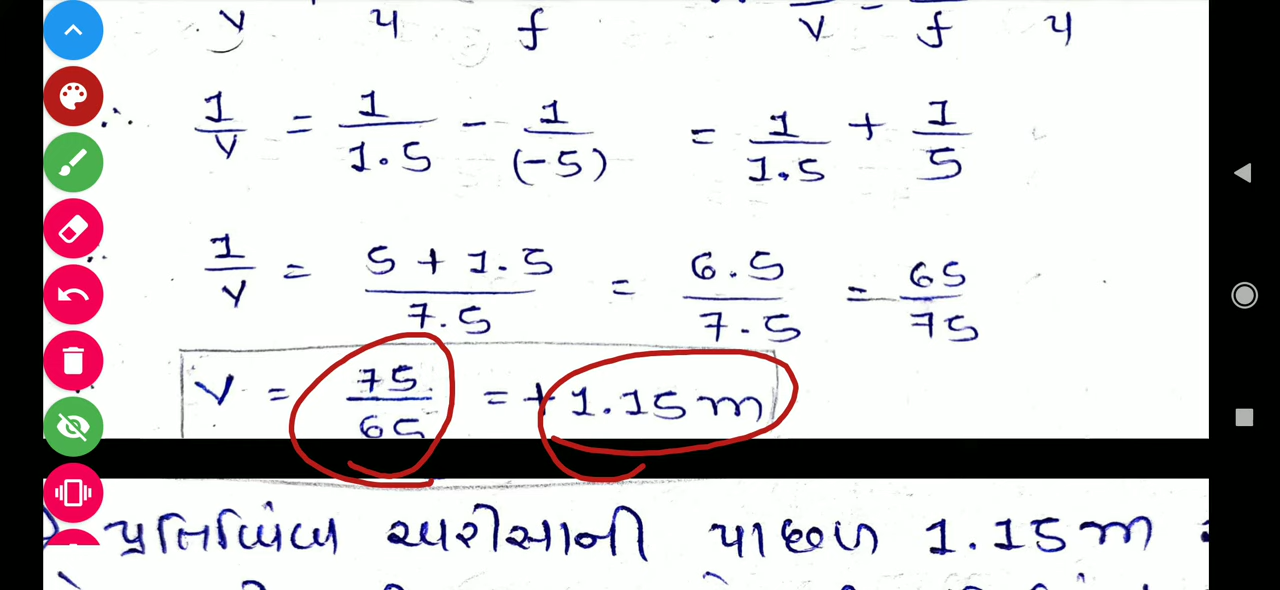 1/v = 1/1.5 - 1/(-5) = 1/1.5 + 1/5
1/v = 5 + 1.5/7.5 = 6.5/7.5 = 65/75
v = 75/65 = + 1.15 m
પ્રતિબિંબ અરીસાની પાછળ 1.15 m